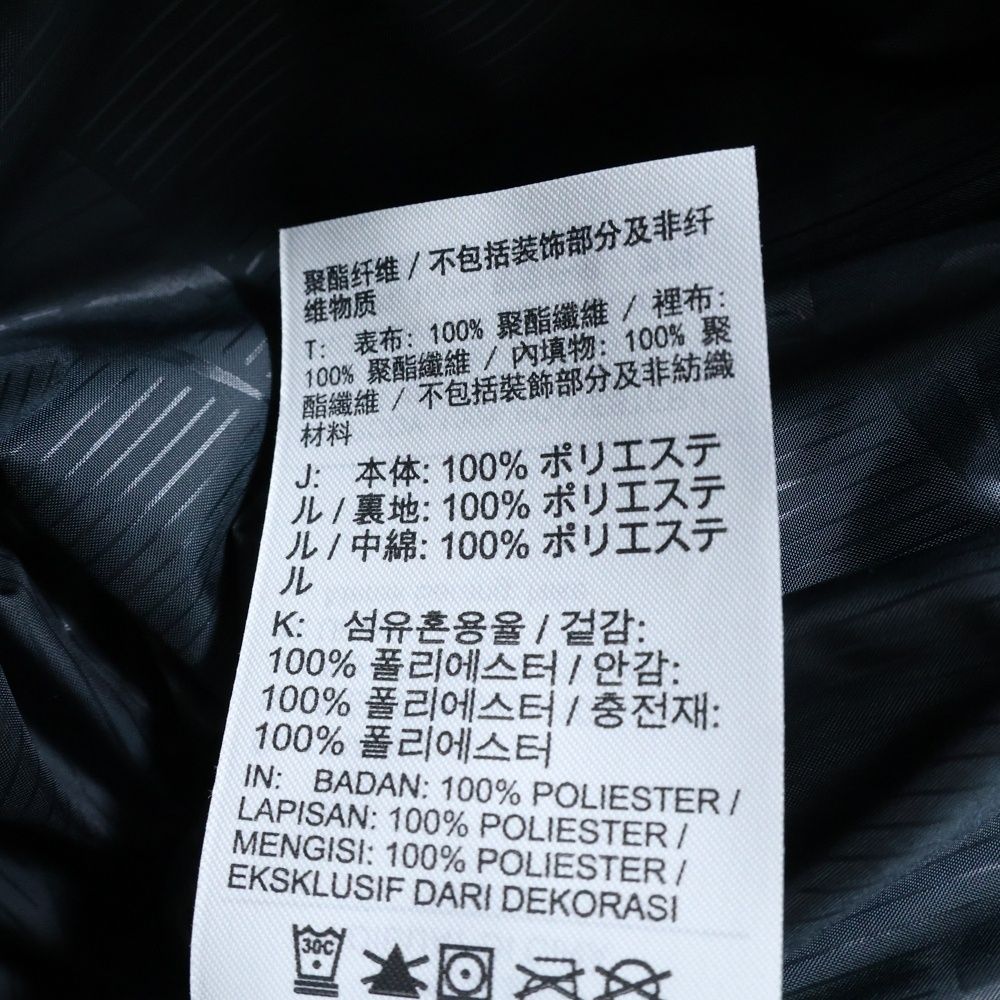 聚酯纤维 / 不包括装饰部分及非纤
维物质
T: 表布: 100% 聚酯纖維 / 裡布:
100% 聚酯纖維 / 內填物: 100% 聚
酯纖維 / 不包括裝飾部分及非紡織
材料
J: 本体: 100% ポリエステ
ル / 裏地: 100% ポリエステ
ル / 中綿: 100% ポリエステ
ル
K: 섬유혼용율 / 겉감:
100% 폴리에스터 / 안감:
100% 폴리에스터 / 충전재:
100% 폴리에스터
IN: BADAN: 100% POLIESTER /
LAPISAN: 100% POLIESTER /
MENGISI: 100% POLIESTER /
EKSKLUSIF DARI DEKORASI
30C